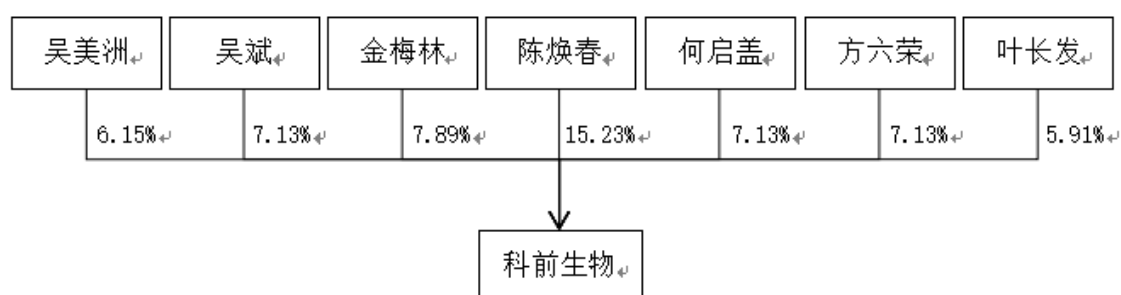 吴美洲 吴斌 金梅林 陈焕春 何启盖 方六荣 叶长发
6.15% 7.13% 7.89% 15.23% 7.13% 7.13% 5.91%
科前生物